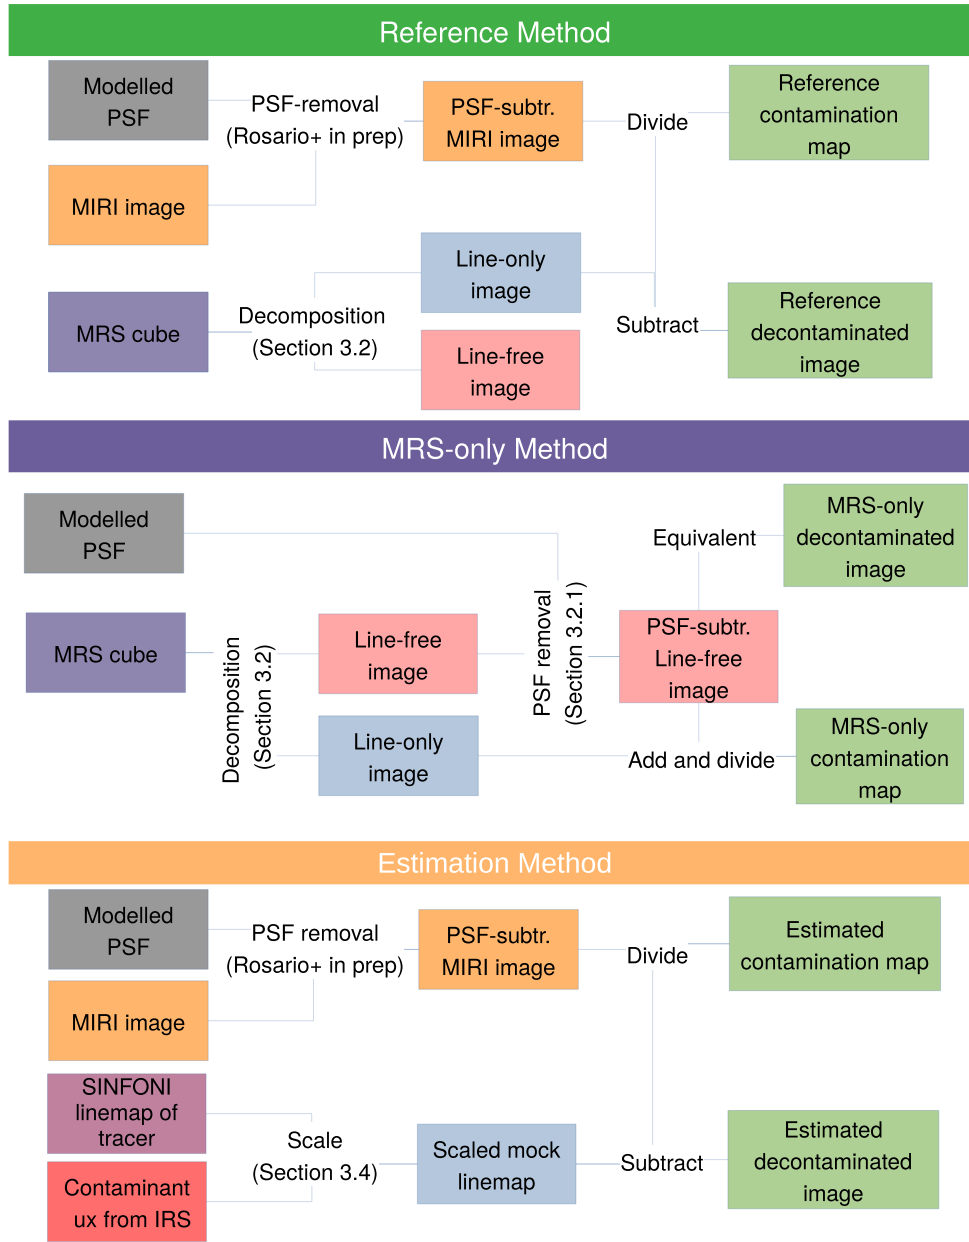 Reference Method
Modelled
PSF
PSF-removal
(Rosario+ in prep)
PSF-subtr.
MIRI image
Divide
Reference
contamination
map
MIRI image
Line-only
image
MRS cube
Decomposition
(Section 3.2)
Subtract
Reference
decontaminated
image
Line-free
image
MRS-only Method
Modelled
PSF
Equivalent
MRS-only
decontaminated
image
MRS cube
Decomposition
(Section 3.2)
Line-free
image
PSF removal
(Section 3.2.1)
PSF-subtr.
Line-free
image
Line-only
image
Add and divide
MRS-only
contamination
map
Estimation Method
Modelled
PSF
PSF removal
(Rosario+ in prep)
PSF-subtr.
MIRI image
Divide
Estimated
contamination map
MIRI image
SINFONI
linemap of
tracer
Scale
(Section 3.4)
Scaled mock
linemap
Subtract
Estimated
decontaminated
image
Contaminant
ux from IRS